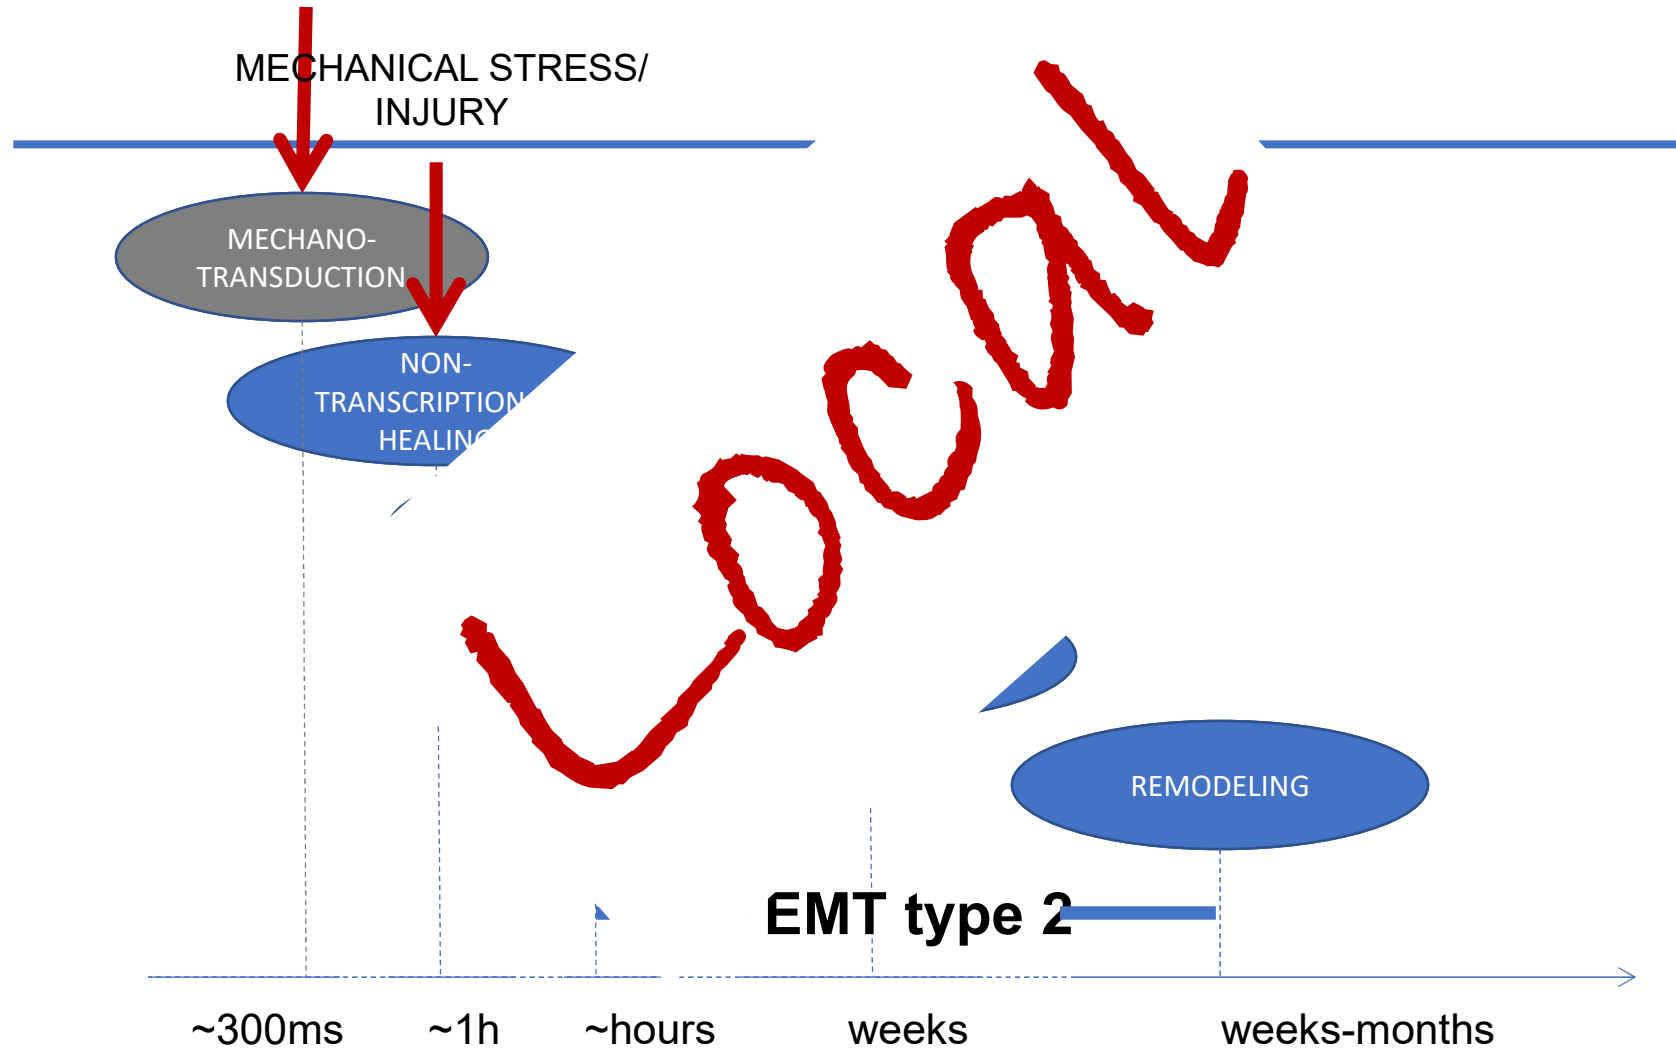 MECHANICAL STRESS/
INJURY
MECHANO-
TRANSDUCTION
NON-
TRANSCRIPTION
HEALING
Local
REMODELING
EMT type 2
~300ms
~1h
~hours
weeks
weeks-months